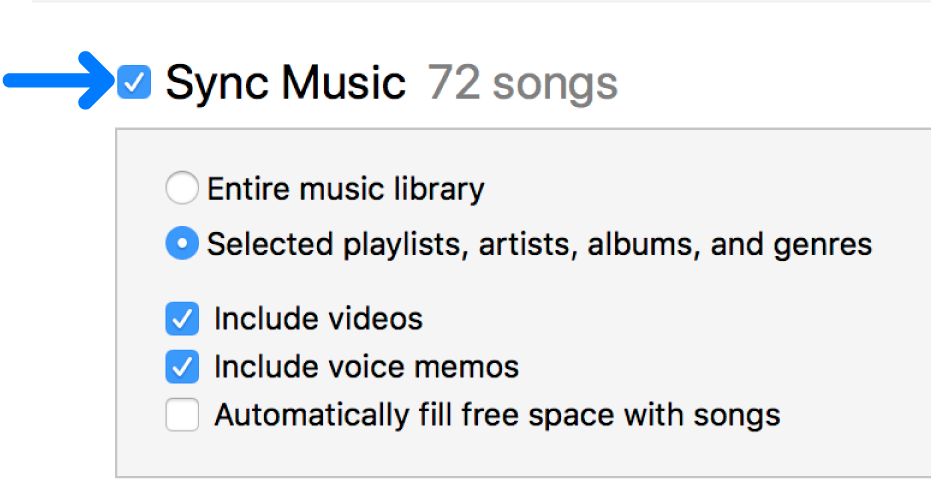 Sync Music 72 songs
Entire music library
Selected playlists, artists, albums, and genres
Include videos
Include voice memos
Automatically fill free space with songs